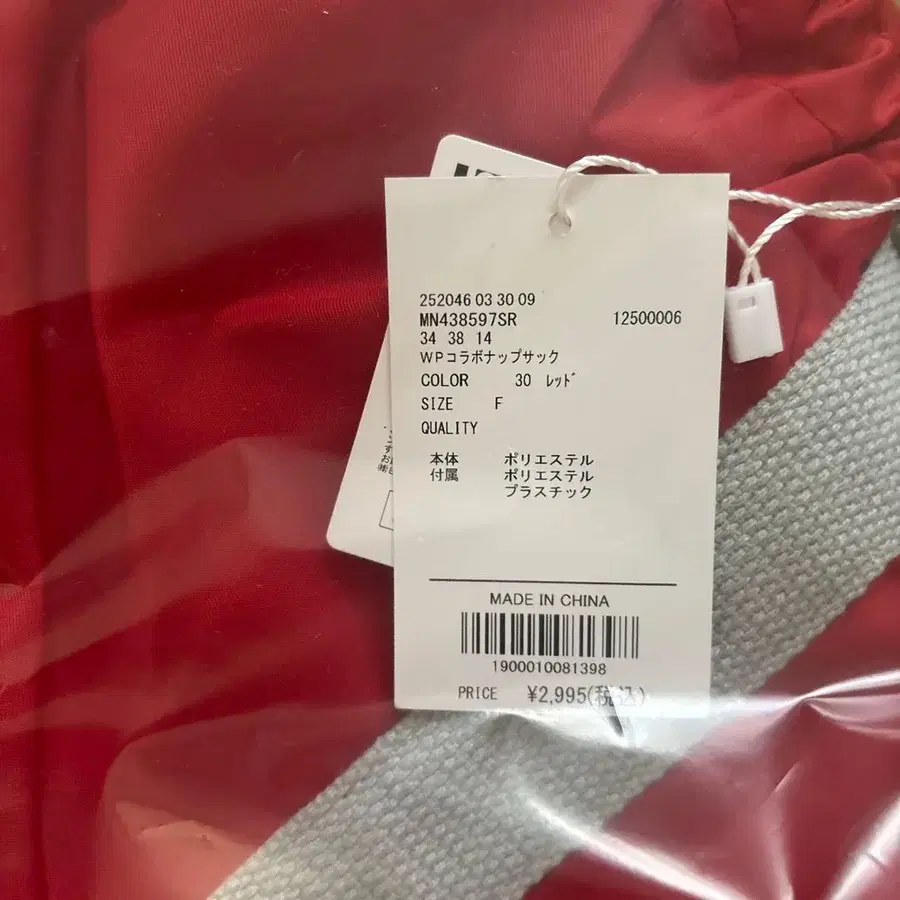 252046 03 30 09
MN438597SR 12500006
34 38 14
WPコラボナップサック
COLOR 30 ﾚｯﾄﾞ
SIZE F
QUALITY
本体 ポリエステル
付属 ポリエステル
プラスチック
MADE IN CHINA
1900010081398
PRICE ¥2,995(税込)